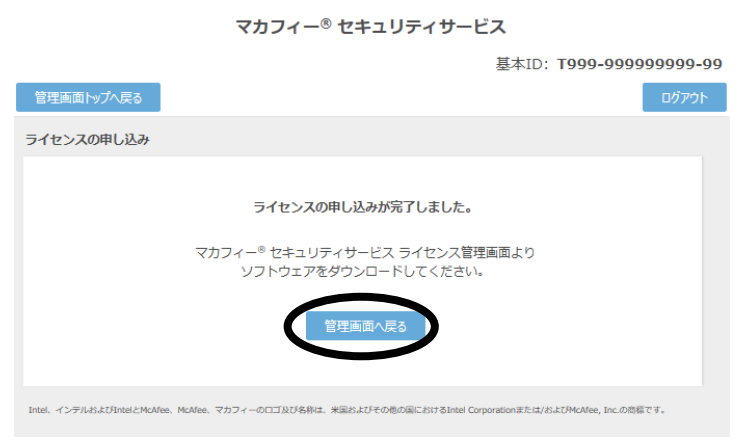 マカフィー® セキュリティサービス
基本ID: T999-999999999-99
管理画面トップへ戻る
ログアウト
ライセンスの申し込み
ライセンスの申し込みが完了しました。
マカフィー® セキュリティサービス ライセンス管理画面より
ソフトウェアをダウンロードしてください。
管理画面へ戻る
Intel、インテルおよびIntelとMcAfee、McAfee、マカフィーのロゴ及び名称は、米国およびその他の国におけるIntel Corporationまたは/およびMcAfee, Inc.の商標です。